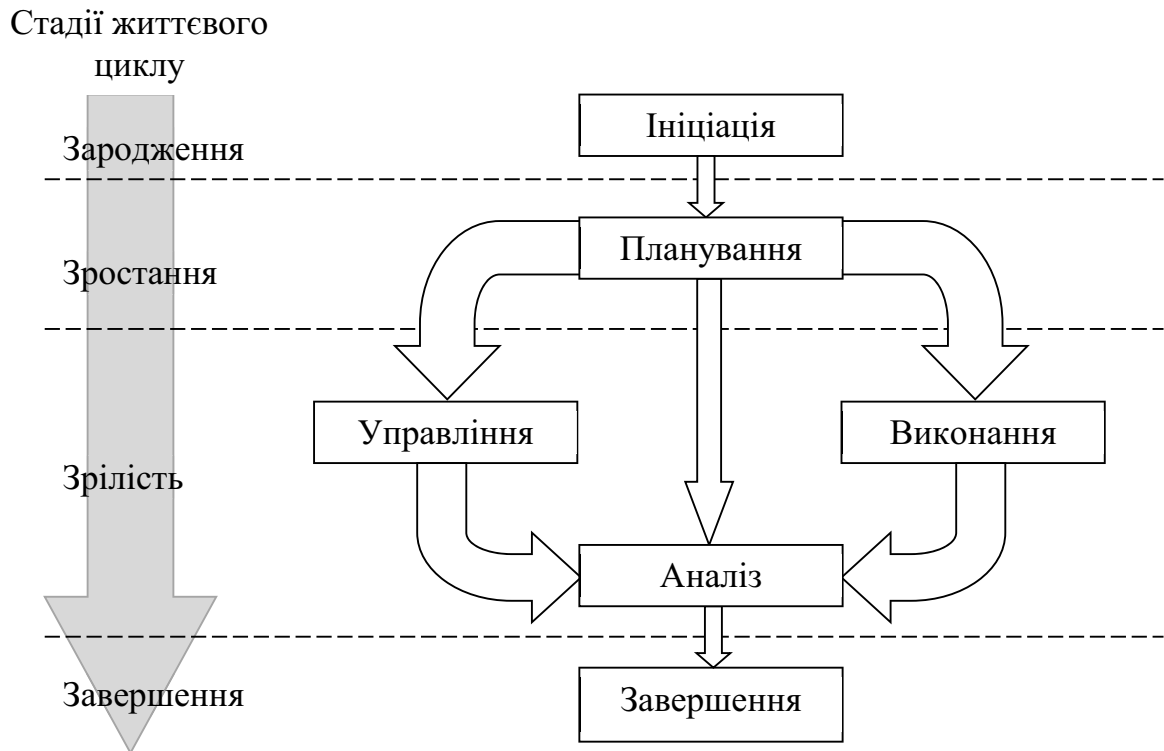 Стадії життєвого
циклу
Ініціація
Зародження
Планування
Зростання
Управління
Виконання
Зрілість
Аналіз
Завершення
Завершення